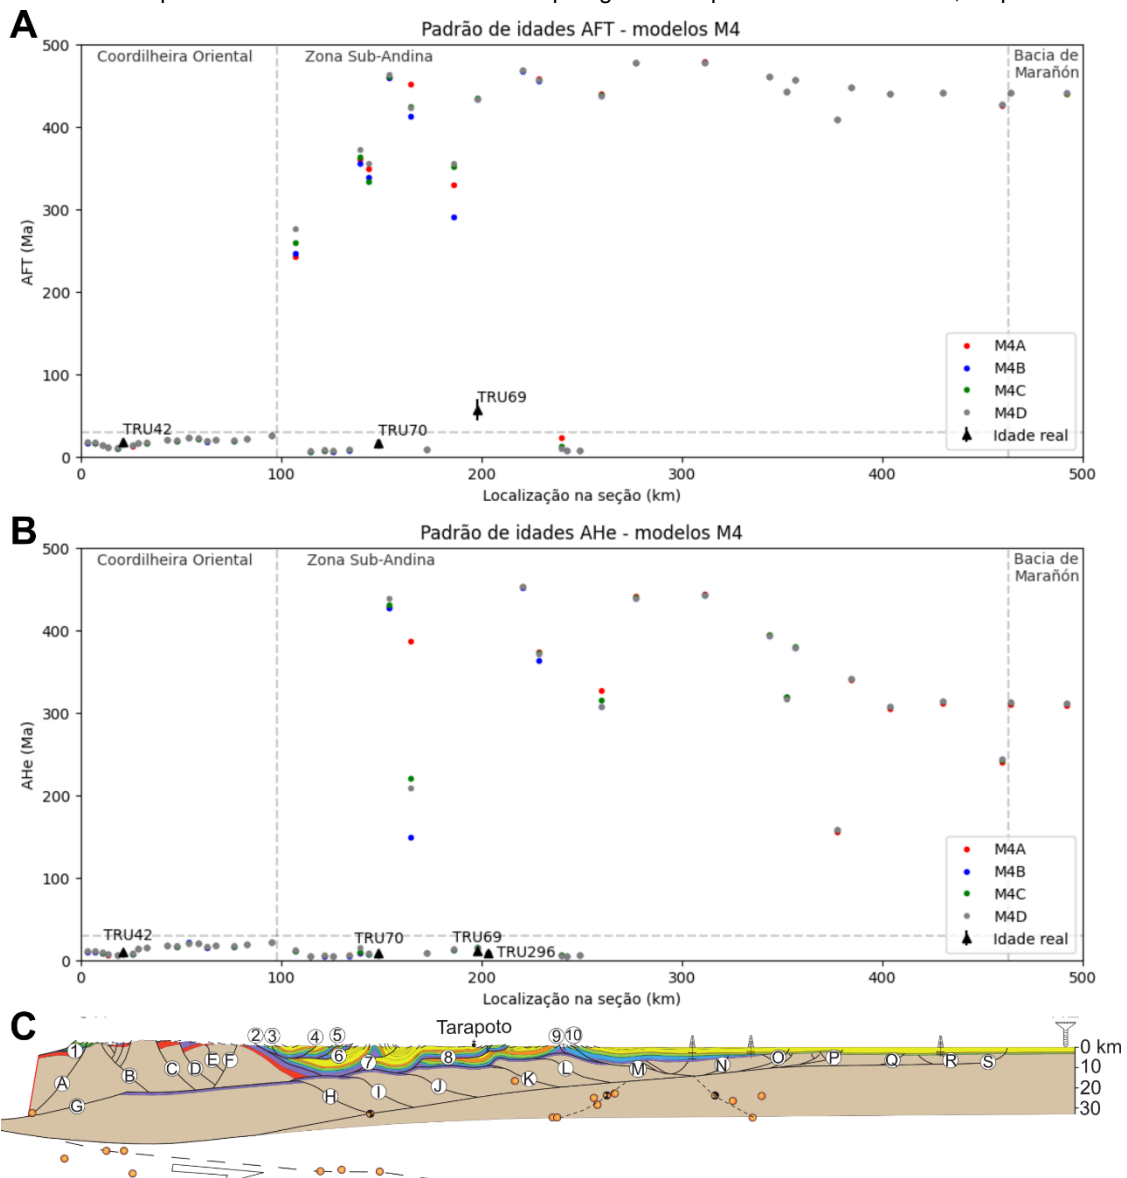 A
Padrão de idades AFT - modelos M4
500
Coordilheira Oriental
Zona Sub-Andina
Bacia de
Marañón
400
300
200
100
0
AFT (Ma)
TRU42
TRU70
TRU69
M4A
M4B
M4C
M4D
Idade real
0 100 200 300 400 500
Localização na seção (km)
B
Padrão de idades AHe - modelos M4
500
Coordilheira Oriental
Zona Sub-Andina
Bacia de
Marañón
400
300
200
100
0
AHe (Ma)
TRU42
TRU70
TRU69
TRU296
M4A
M4B
M4C
M4D
Idade real
0 100 200 300 400 500
Localização na seção (km)
C
Tarapoto
1 2 3 4 5 6 7 8 9 10
A B C D E F G H I J K L M N O P Q R S
0 km
10
20
30